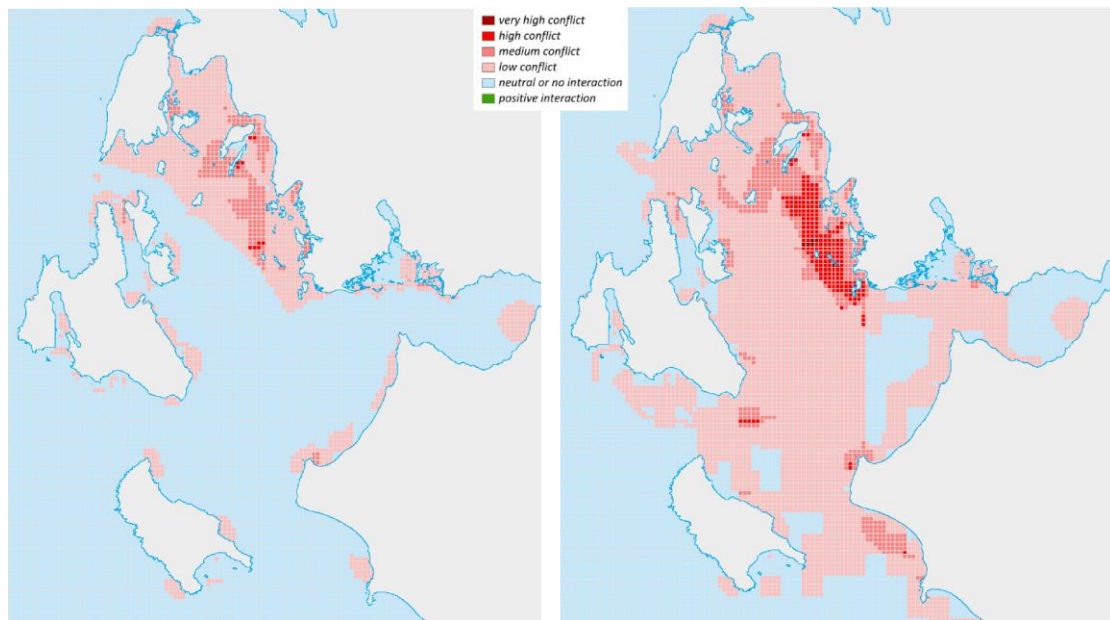 very high conflict
high conflict
medium conflict
low conflict
neutral or no interaction
positive interaction